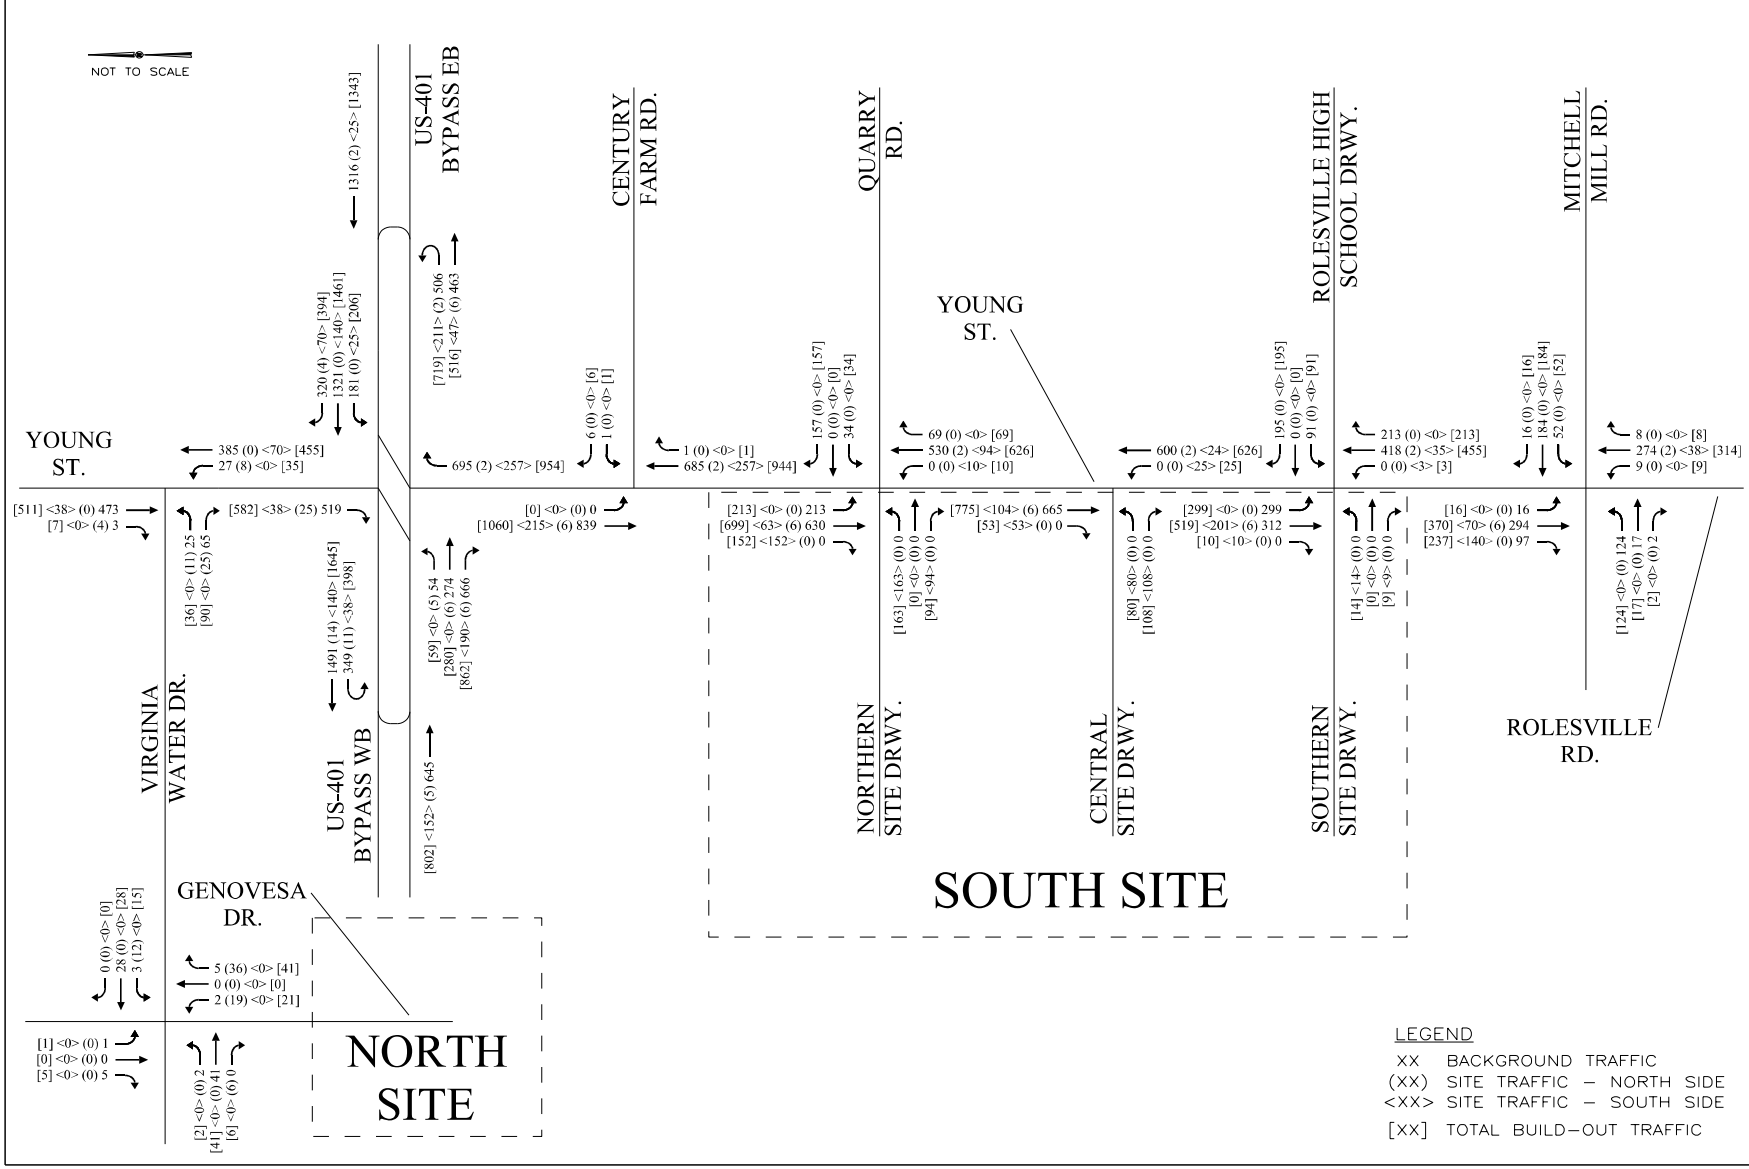 NOT TO SCALE
1316 (2) <25> [1343]
US-401
BYPASS EB
CENTURY
FARM RD.
QUARRY
RD.
ROLESVILLE HIGH
SCHOOL DRWY.
MITCHELL
MILL RD.
320 (4) <70> [394]
1321 (0) <140> [1461]
181 (0) <25> [206]
[719] <211> (2) 506
[516] <47> (6) 463
YOUNG
ST.
6 (0) <0> [6]
1 (0) <0> [1]
157 (0) <0> [157]
0 (0) <0> [0]
34 (0) <0> [34]
195 (0) <0> [195]
0 (0) <0> [0]
91 (0) <0> [91]
16 (0) <0> [16]
184 (0) <0> [184]
52 (0) <0> [52]
YOUNG
ST.
385 (0) <70> [455]
27 (8) <0> [35]
695 (2) <257> [954]
1 (0) <0> [1]
685 (2) <257> [944]
69 (0) <0> [69]
530 (2) <94> [626]
0 (0) <10> [10]
600 (2) <24> [626]
0 (0) <25> [25]
213 (0) <0> [213]
418 (2) <35> [455]
0 (0) <3> [3]
8 (0) <0> [8]
274 (2) <38> [314]
9 (0) <0> [9]
[511] <38> (0) 473
[7] <0> (4) 3
[582] <38> (25) 519
[0] <0> (0) 0
[1060] <215> (6) 839
[213] <0> (0) 213
[699] <63> (6) 630
[152] <152> (0) 0
[775] <104> (6) 665
[53] <53> (0) 0
[299] <0> (0) 299
[519] <201> (6) 312
[10] <10> (0) 0
[16] <0> (0) 16
[370] <70> (6) 294
[237] <140> (0) 97
[36] <0> (11) 25
[90] <0> (25) 65
1491 (14) <140> [1645]
349 (11) <38> [398]
[59] <0> (5) 54
[280] <0> (6) 274
[862] <190> (6) 666
[163] <163> (0) 0
[0] <0> (0) 0
[94] <94> (0) 0
[80] <80> (0) 0
[108] <108> (0) 0
[14] <14> (0) 0
[0] <0> (0) 0
[9] <9> (0) 0
[124] <0> (0) 124
[17] <0> (0) 17
[2] <0> (0) 2
VIRGINIA
WATER DR.
US-401
BYPASS WB
[802] <152> (5) 645
NORTHERN
SITE DRWY.
CENTRAL
SITE DRWY.
SOUTHERN
SITE DRWY.
ROLESVILLE
RD.
GENOVESA
DR.
SOUTH SITE
0 (0) <0> [0]
28 (0) <0> [28]
3 (12) <0> [15]
5 (36) <0> [41]
0 (0) <0> [0]
2 (19) <0> [21]
[1] <0> (0) 1
[0] <0> (0) 0
[5] <0> (0) 5
[2] <0> (0) 2
[41] <0> (0) 41
[6] <0> (6) 0
NORTH
SITE
LEGEND
XX BACKGROUND TRAFFIC
(XX) SITE TRAFFIC – NORTH SIDE
<XX> SITE TRAFFIC – SOUTH SIDE
[XX] TOTAL BUILD–OUT TRAFFIC